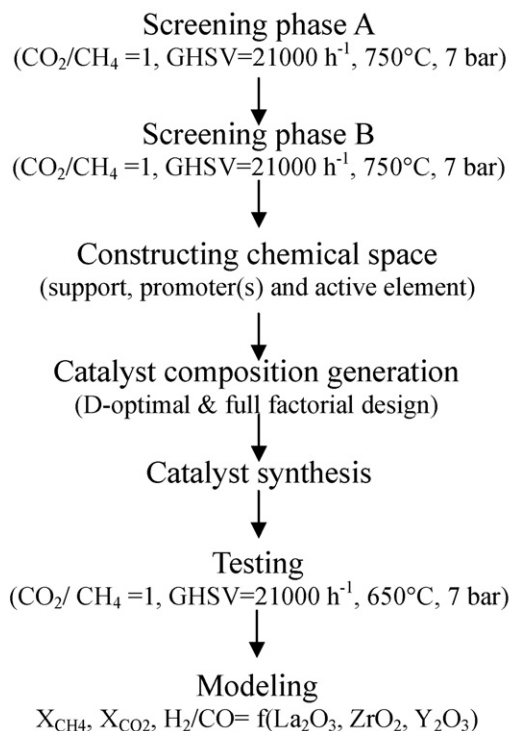 Screening phase A
(CO₂/CH₄ =1, GHSV=21000 h⁻¹, 750°C, 7 bar)
Screening phase B
(CO₂/CH₄ =1, GHSV=21000 h⁻¹, 750°C, 7 bar)
Constructing chemical space
(support, promoter(s) and active element)
Catalyst composition generation
(D-optimal & full factorial design)
Catalyst synthesis
Testing
(CO₂/ CH₄ =1, GHSV=21000 h⁻¹, 650°C, 7 bar)
Modeling
X_CH4, X_CO2, H₂/CO= f(La₂O₃, ZrO₂, Y₂O₃)